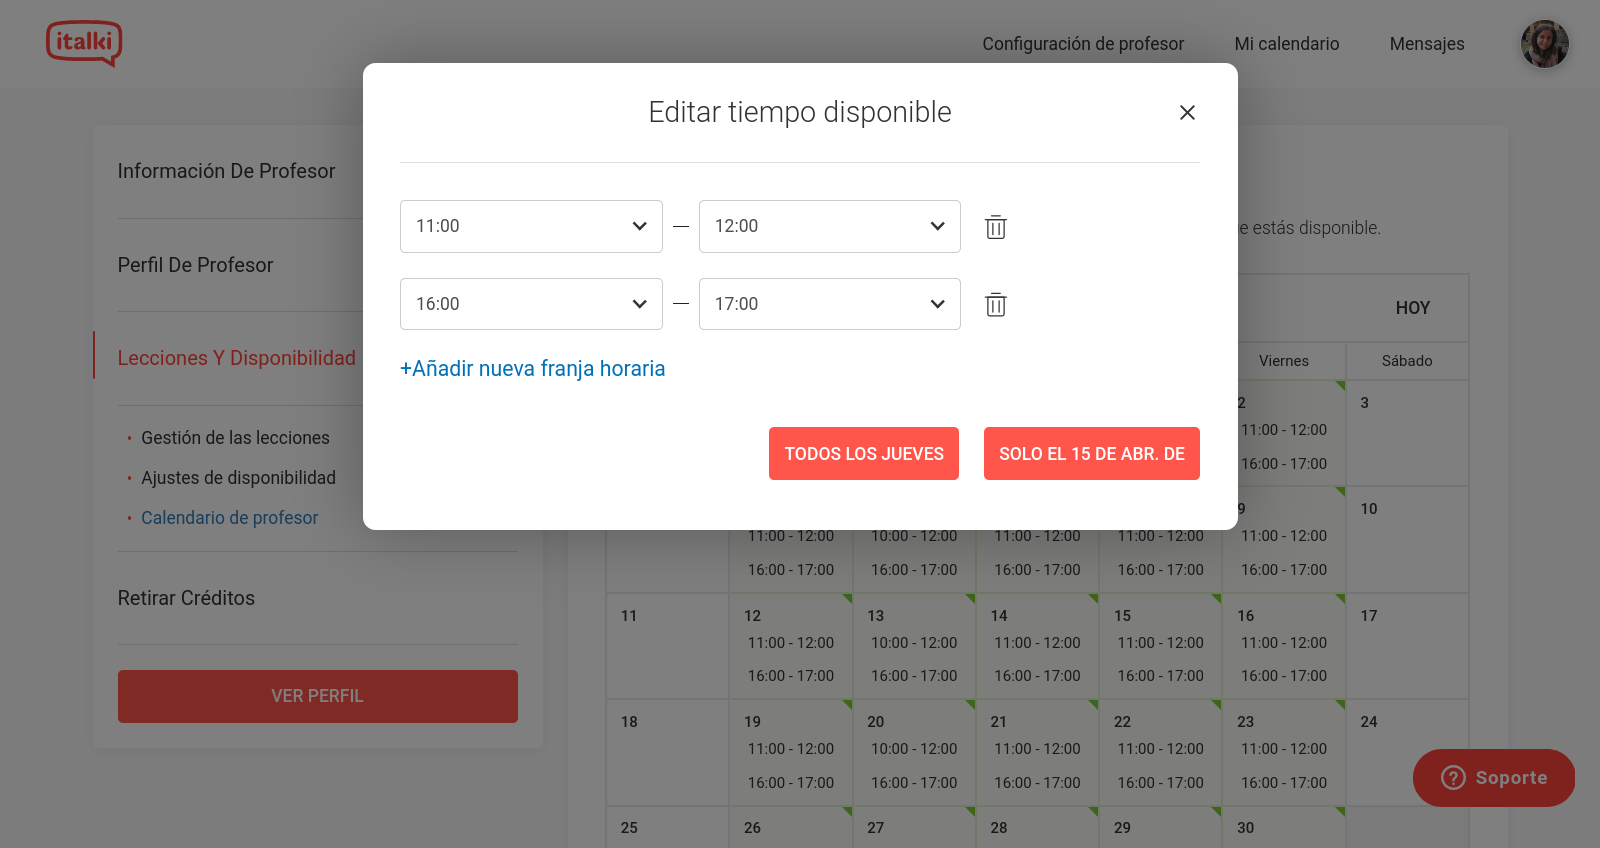 italki
Configuración de profesor
Mi calendario
Mensajes
Editar tiempo disponible
11:00 — 12:00
16:00 — 17:00
+Añadir nueva franja horaria
TODOS LOS JUEVES
SOLO EL 15 DE ABR. DE
Información De Profesor
Perfil De Profesor
Lecciones Y Disponibilidad
• Gestión de las lecciones
• Ajustes de disponibilidad
• Calendario de profesor
Retirar Créditos
VER PERFIL
e estás disponible.
HOY
Viernes Sábado
2 3
11:00 - 12:00
16:00 - 17:00
9 10
11:00 - 12:00 10:00 - 12:00 11:00 - 12:00 11:00 - 12:00 11:00 - 12:00
16:00 - 17:00 16:00 - 17:00 16:00 - 17:00 16:00 - 17:00 16:00 - 17:00
11 12 13 14 15 16 17
11:00 - 12:00 10:00 - 12:00 11:00 - 12:00 11:00 - 12:00 11:00 - 12:00
16:00 - 17:00 16:00 - 17:00 16:00 - 17:00 16:00 - 17:00 16:00 - 17:00
18 19 20 21 22 23 24
11:00 - 12:00 10:00 - 12:00 11:00 - 12:00 11:00 - 12:00 11:00 - 12:00
16:00 - 17:00 16:00 - 17:00 16:00 - 17:00 16:00 - 17:00 16:00 - 17:00
25 26 27 28 29 30
Soporte